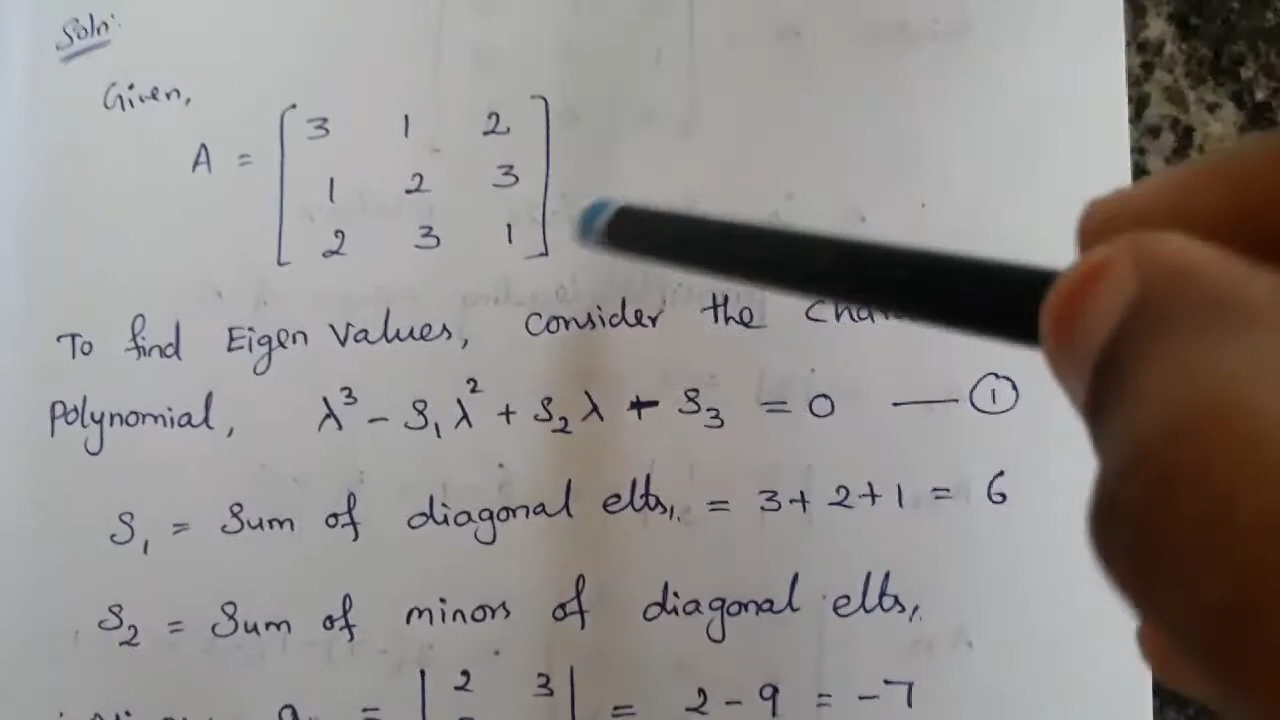 Soln:
Given,
A = [ 3 1 2
1 2 3
2 3 1 ]
To find Eigen Values, consider the
Polynomial, λ³ - S₁λ² + S₂λ - S₃ = 0 — ①
S₁ = Sum of diagonal elts, = 3+2+1 = 6
S₂ = Sum of minors of diagonal elts,
= | 2 3 | = 2-9 = -7